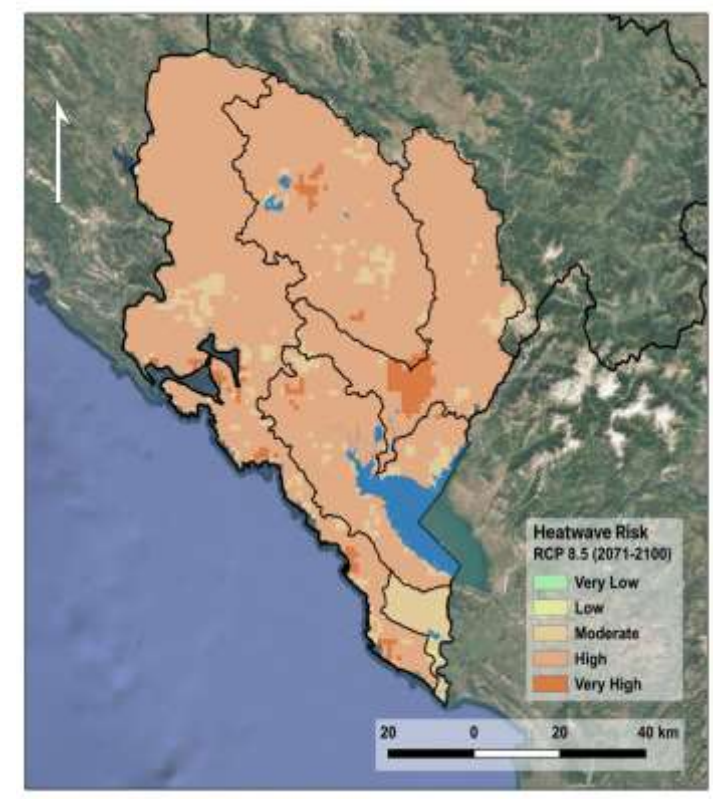 Heatwave Risk
RCP 8.5 (2071-2100)
Very Low
Low
Moderate
High
Very High
20 0 20 40 km